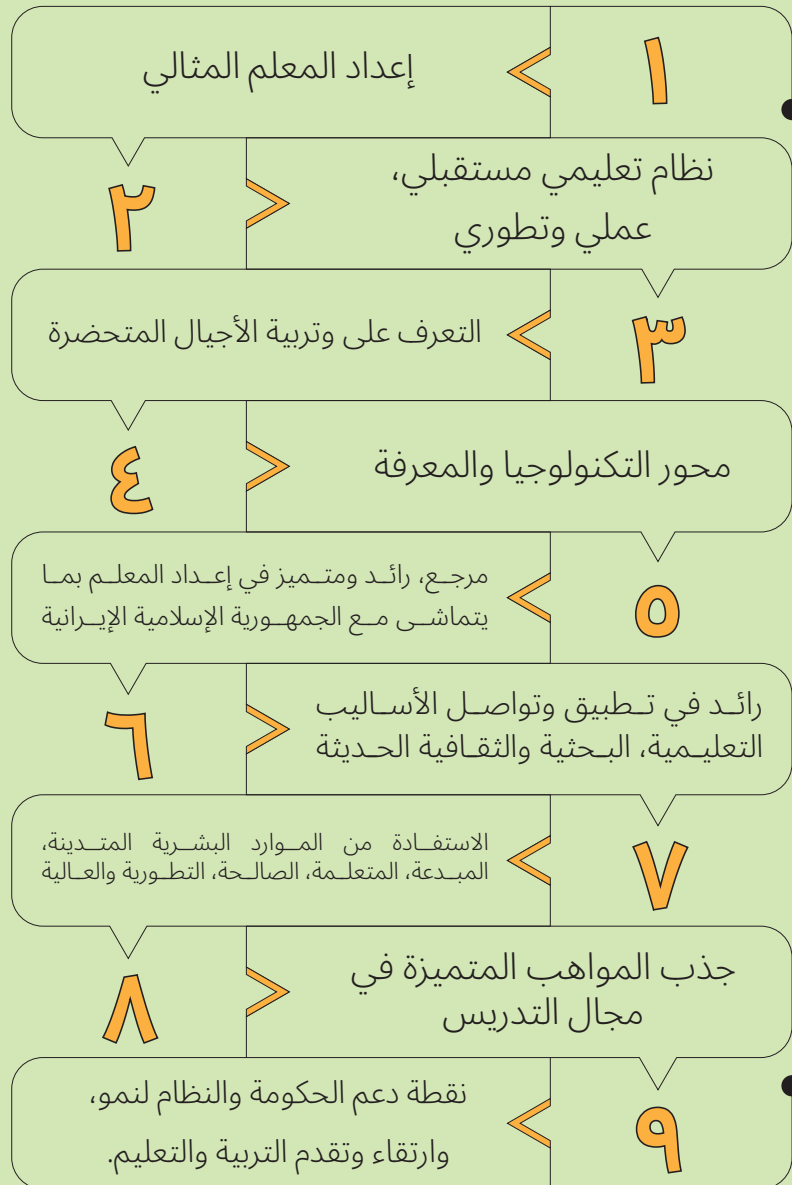 ١
إعداد المعلم المثالي
٢
نظام تعليمي مستقبلي،
عملي وتطوري
٣
التعرف على وتربية الأجيال المتحضرة
٤
محور التكنولوجيا والمعرفة
٥
مرجع، رائد ومتميز في إعداد المعلم بما
يتماشى مع الجمهورية الإسلامية الإيرانية
٦
رائد في تطبيق وتواصل الأساليب
التعليمية، البحثية والثقافية الحديثة
٧
الاستفادة من الموارد البشرية المتدينة،
المبدعة، المتعلمة، الصالحة، التطورية والعالية
٨
جذب المواهب المتميزة في
مجال التدريس
٩
نقطة دعم الحكومة والنظام لنمو،
وارتقاء وتقدم التربية والتعليم.